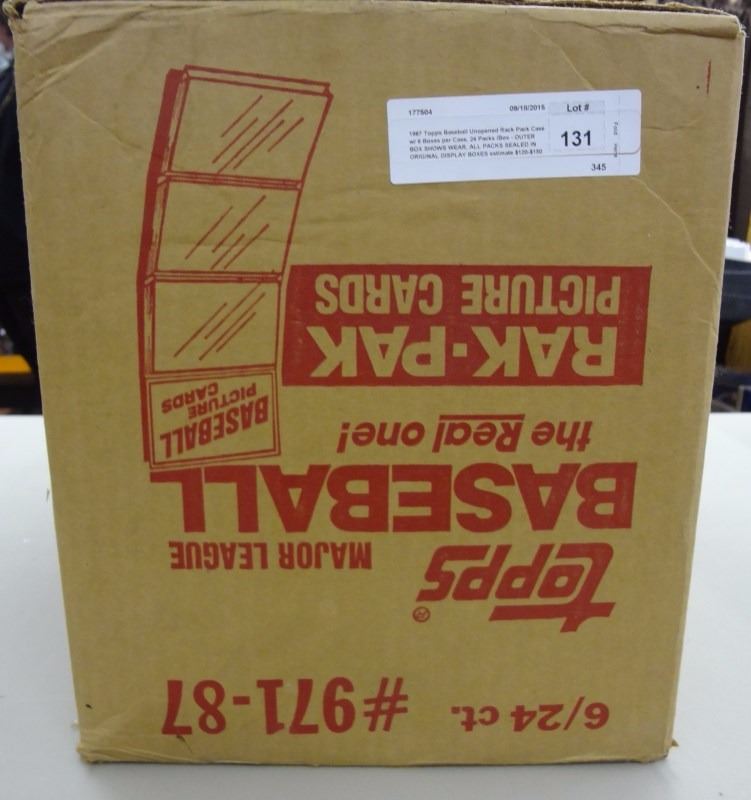 177504 09/15/2015 Lot #
1987 Topps Baseball Unopened Rack Pack Case
w/ 6 Boxes per Case, 24 Packs /Box - OUTER
BOX SHOWS WEAR, ALL PACKS SEALED IN
ORIGINAL DISPLAY BOXES estimate $120-$150
131
345
6/24 ct. #971-87
topps®
MAJOR LEAGUE
BASEBALL
the Real one!
RAK-PAK
PICTURE CARDS
BASEBALL
PICTURE
CARDS